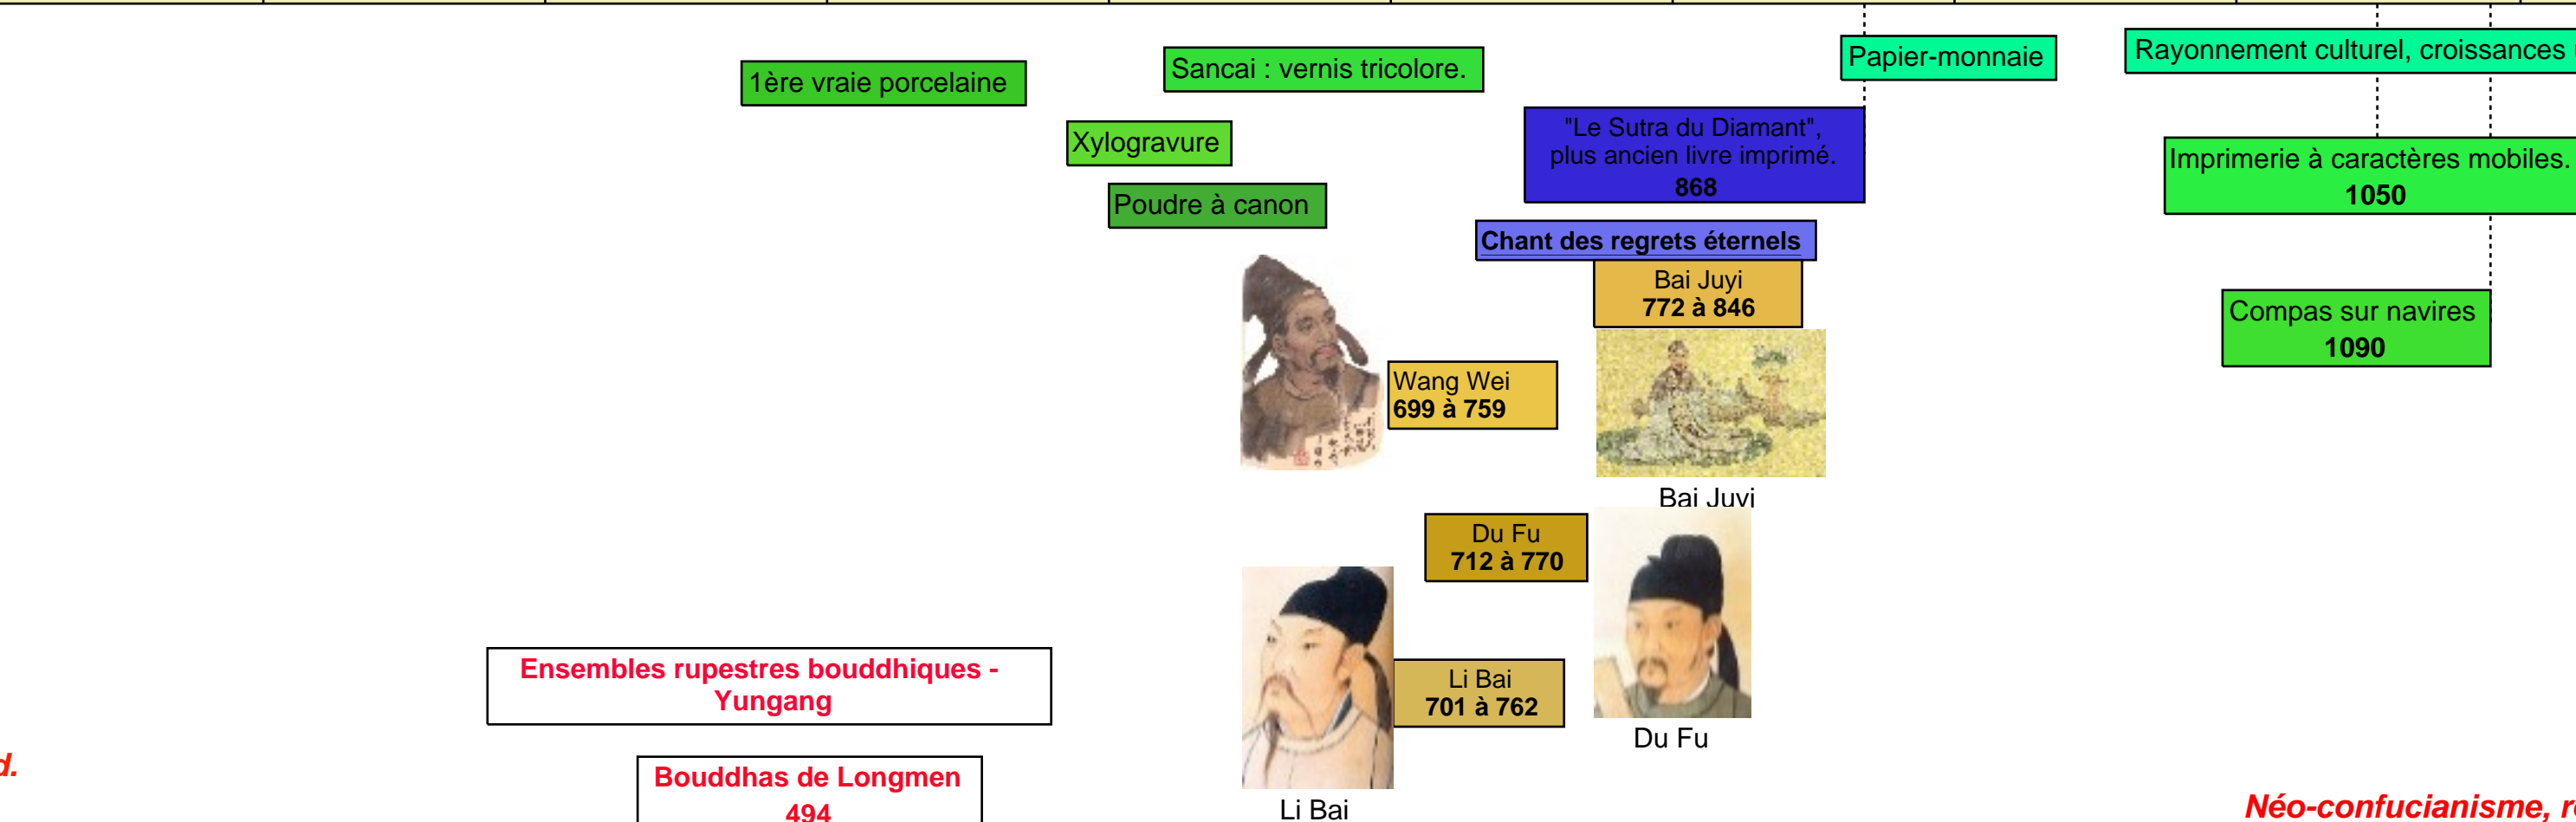 1ère vraie porcelaine
Sancai : vernis tricolore.
Papier-monnaie
Rayonnement culturel, croissances
Xylogravure
"Le Sutra du Diamant",
plus ancien livre imprimé.
868
Imprimerie à caractères mobiles.
1050
Poudre à canon
Chant des regrets éternels
Bai Juyi
772 à 846
Compas sur navires
1090
Wang Wei
699 à 759
Bai Juyi
Du Fu
712 à 770
Ensembles rupestres bouddhiques -
Yungang
Li Bai
701 à 762
Du Fu
d.
Bouddhas de Longmen
494
Li Bai
Néo-confucianisme,